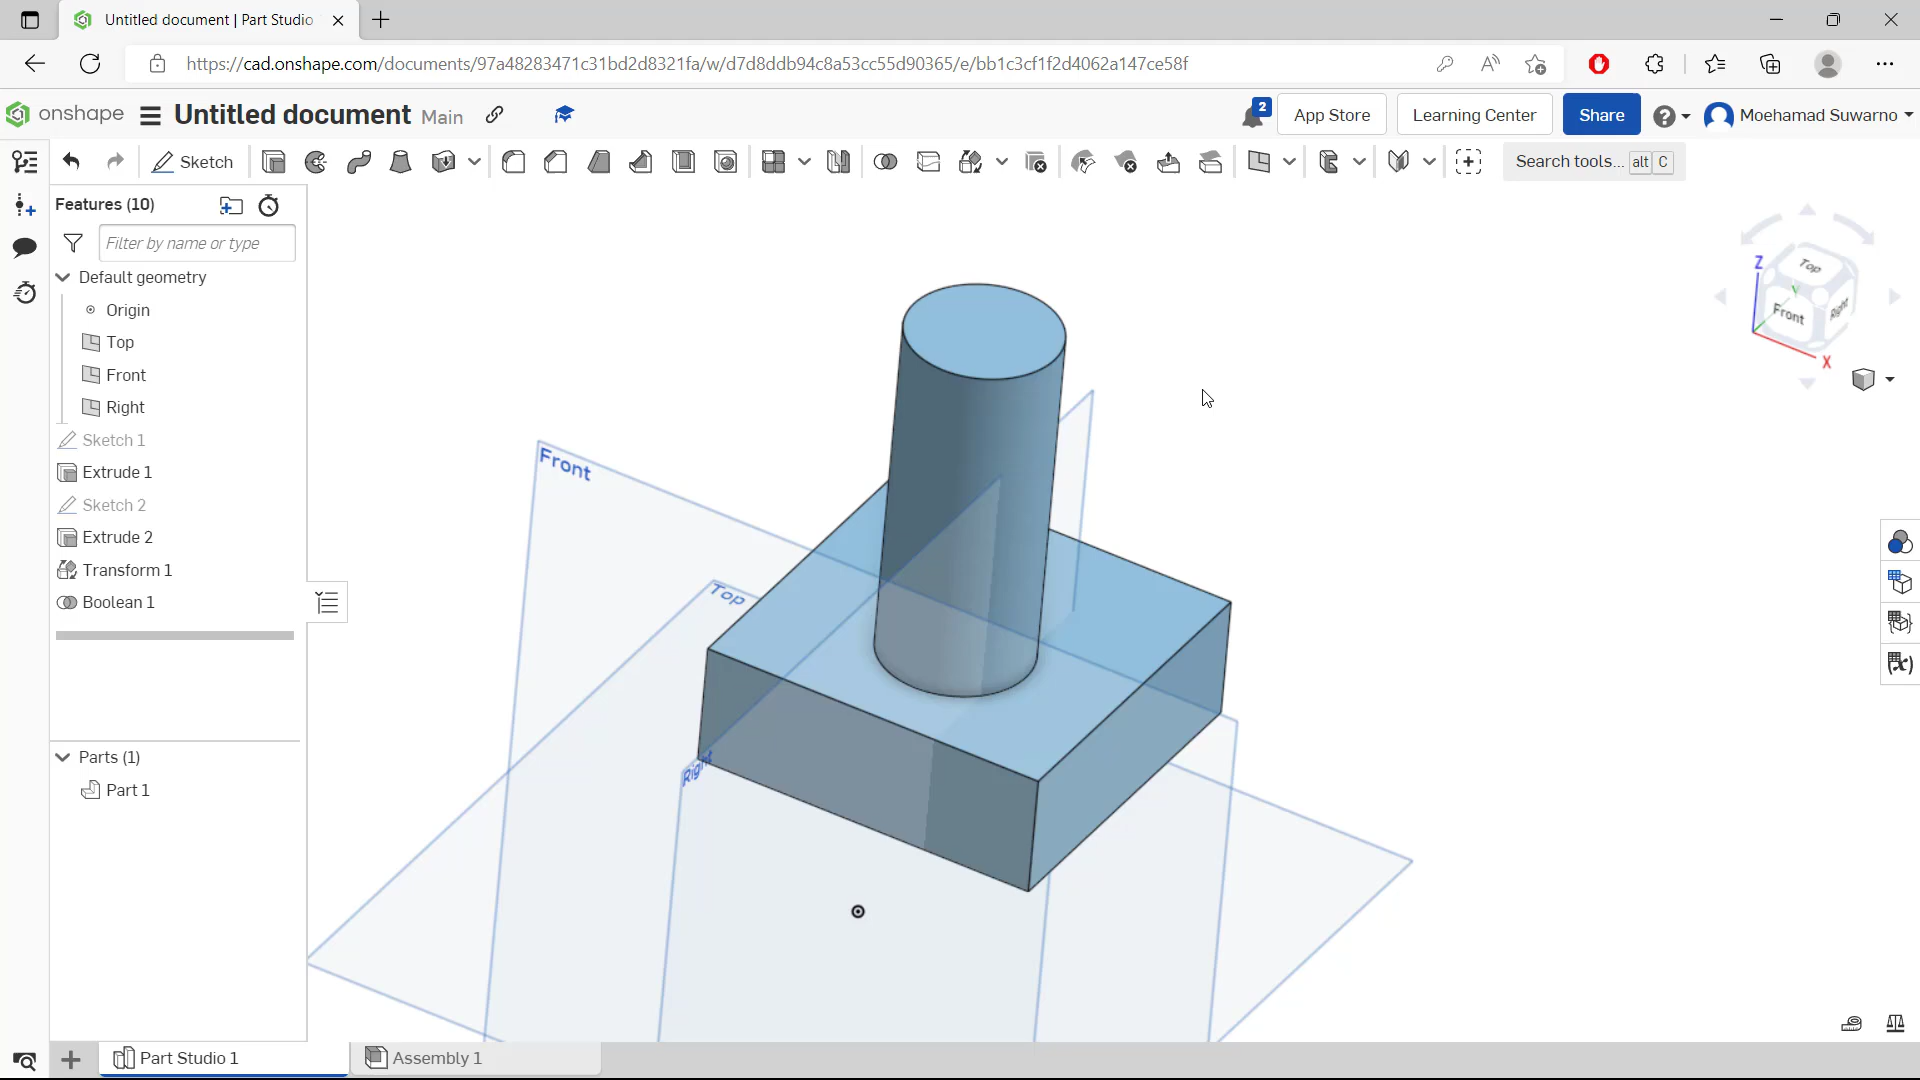 Untitled document | Part Studio
https://cad.onshape.com/documents/97a48283471c31bd2d8321fa/w/d7d8ddb94c8a53cc55d90365/e/bb1c3cf1f2d4062a147ce58f
onshape Untitled document Main 2 App Store Learning Center Share Moehamad Suwarno
Sketch Search tools... alt C
Features (10)
Filter by name or type
Default geometry
Origin
Top
Front
Right
Sketch 1
Extrude 1
Sketch 2
Extrude 2
Transform 1
Boolean 1
Parts (1)
Part 1
Front
Top
Right
Top
Z
Y
Front
Right
X
(x)
Part Studio 1 Assembly 1